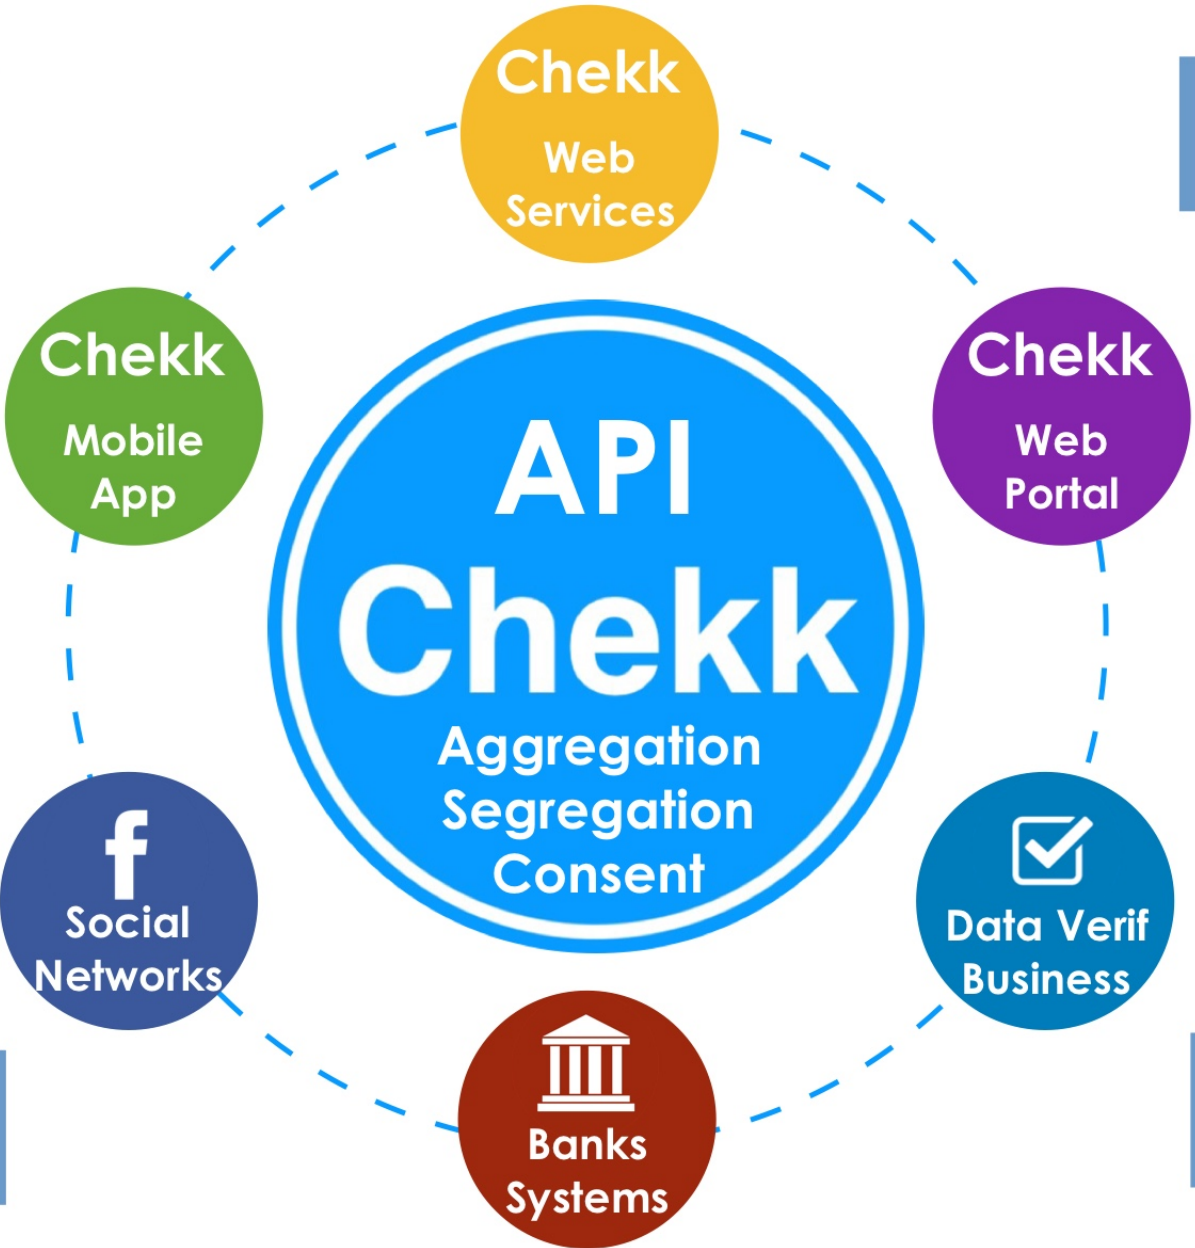 Chekk
Web
Services
Chekk
Mobile
App
Chekk
Web
Portal
API
Chekk
Aggregation
Segregation
Consent
Social
Networks
Data Verif
Business
Banks
Systems